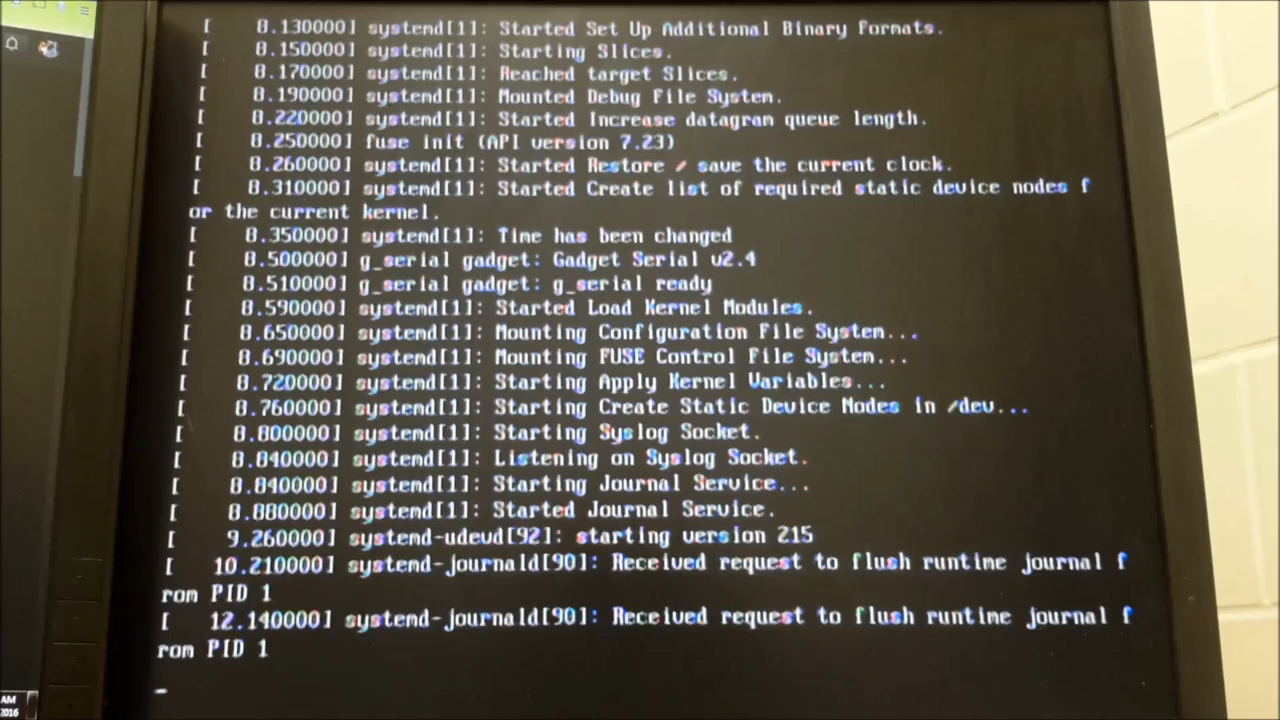 [    8.130000] systemd[1]: Started Set Up Additional Binary Formats.
[    8.150000] systemd[1]: Starting Slices.
[    8.170000] systemd[1]: Reached target Slices.
[    8.190000] systemd[1]: Mounted Debug File System.
[    8.220000] systemd[1]: Started Increase datagram queue length.
[    8.250000] fuse init (API version 7.23)
[    8.260000] systemd[1]: Started Restore / save the current clock.
[    8.310000] systemd[1]: Started Create list of required static device nodes f
or the current kernel.
[    8.350000] systemd[1]: Time has been changed
[    8.500000] g_serial gadget: Gadget Serial v2.4
[    8.510000] g_serial gadget: g_serial ready
[    8.590000] systemd[1]: Started Load Kernel Modules.
[    8.650000] systemd[1]: Mounting Configuration File System...
[    8.690000] systemd[1]: Mounting FUSE Control File System...
[    8.720000] systemd[1]: Starting Apply Kernel Variables...
[    8.760000] systemd[1]: Starting Create Static Device Nodes in /dev...
[    8.800000] systemd[1]: Starting Syslog Socket.
[    8.840000] systemd[1]: Listening on Syslog Socket.
[    8.840000] systemd[1]: Starting Journal Service...
[    8.880000] systemd[1]: Started Journal Service.
[    9.260000] systemd-udevd[92]: starting version 215
[   10.210000] systemd-journald[90]: Received request to flush runtime journal f
rom PID 1
[   12.140000] systemd-journald[90]: Received request to flush runtime journal f
rom PID 1
AM
2016